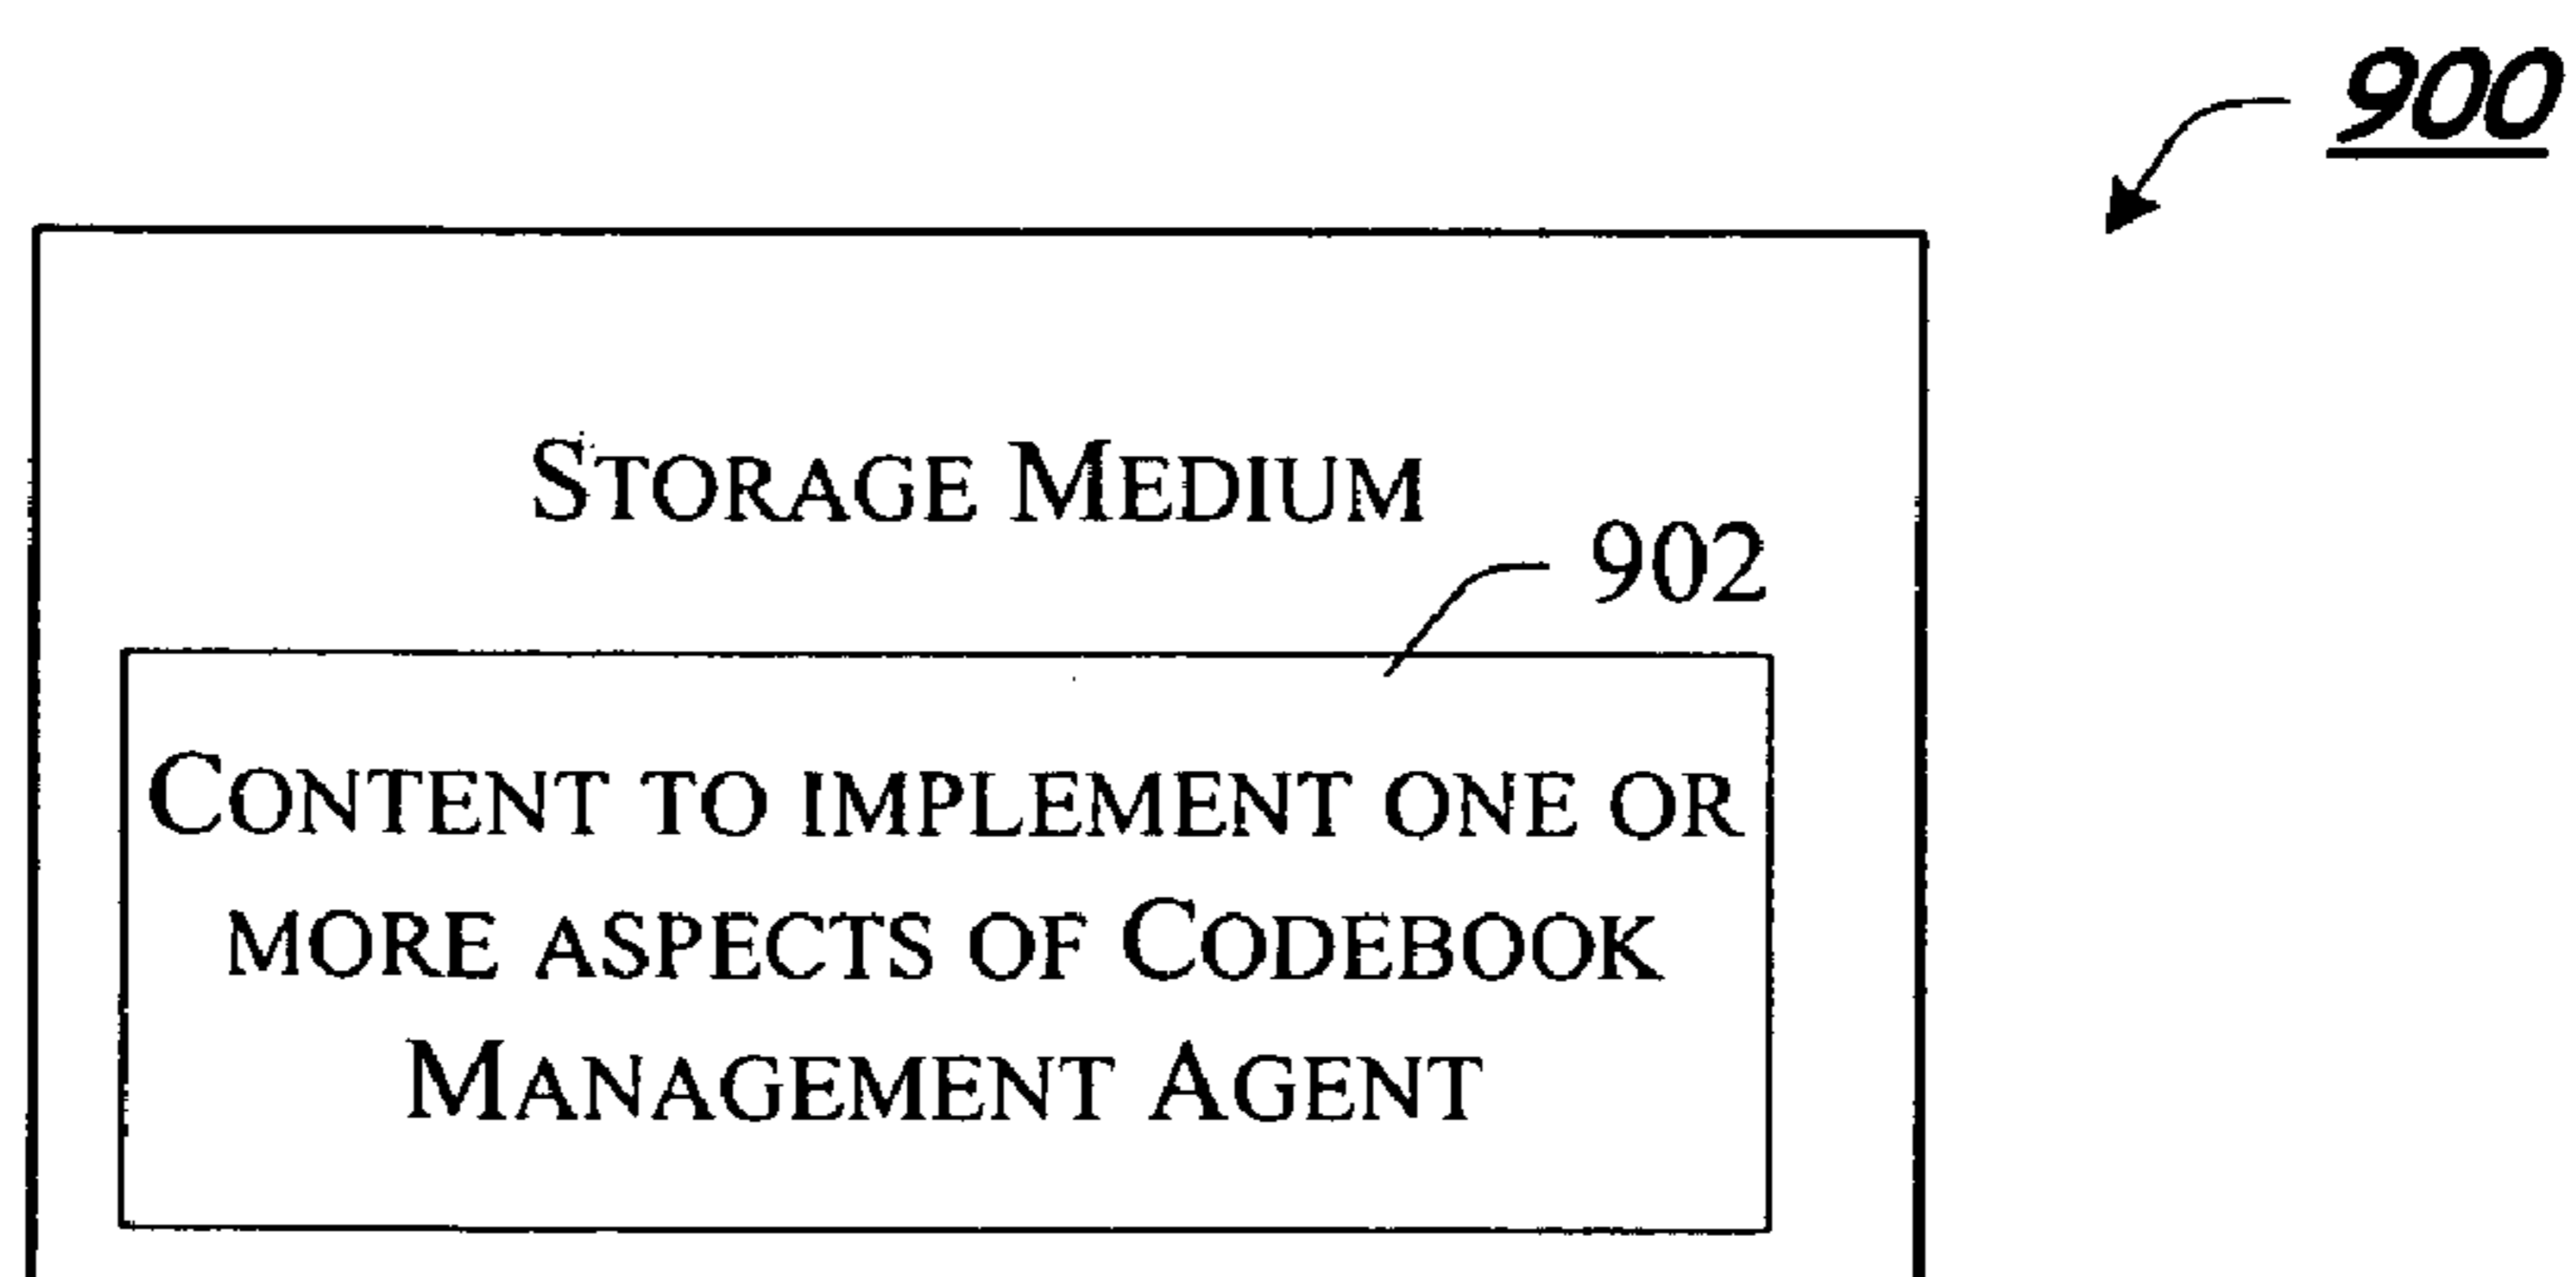 900
STORAGE MEDIUM
902
CONTENT TO IMPLEMENT ONE OR
MORE ASPECTS OF CODEBOOK
MANAGEMENT AGENT